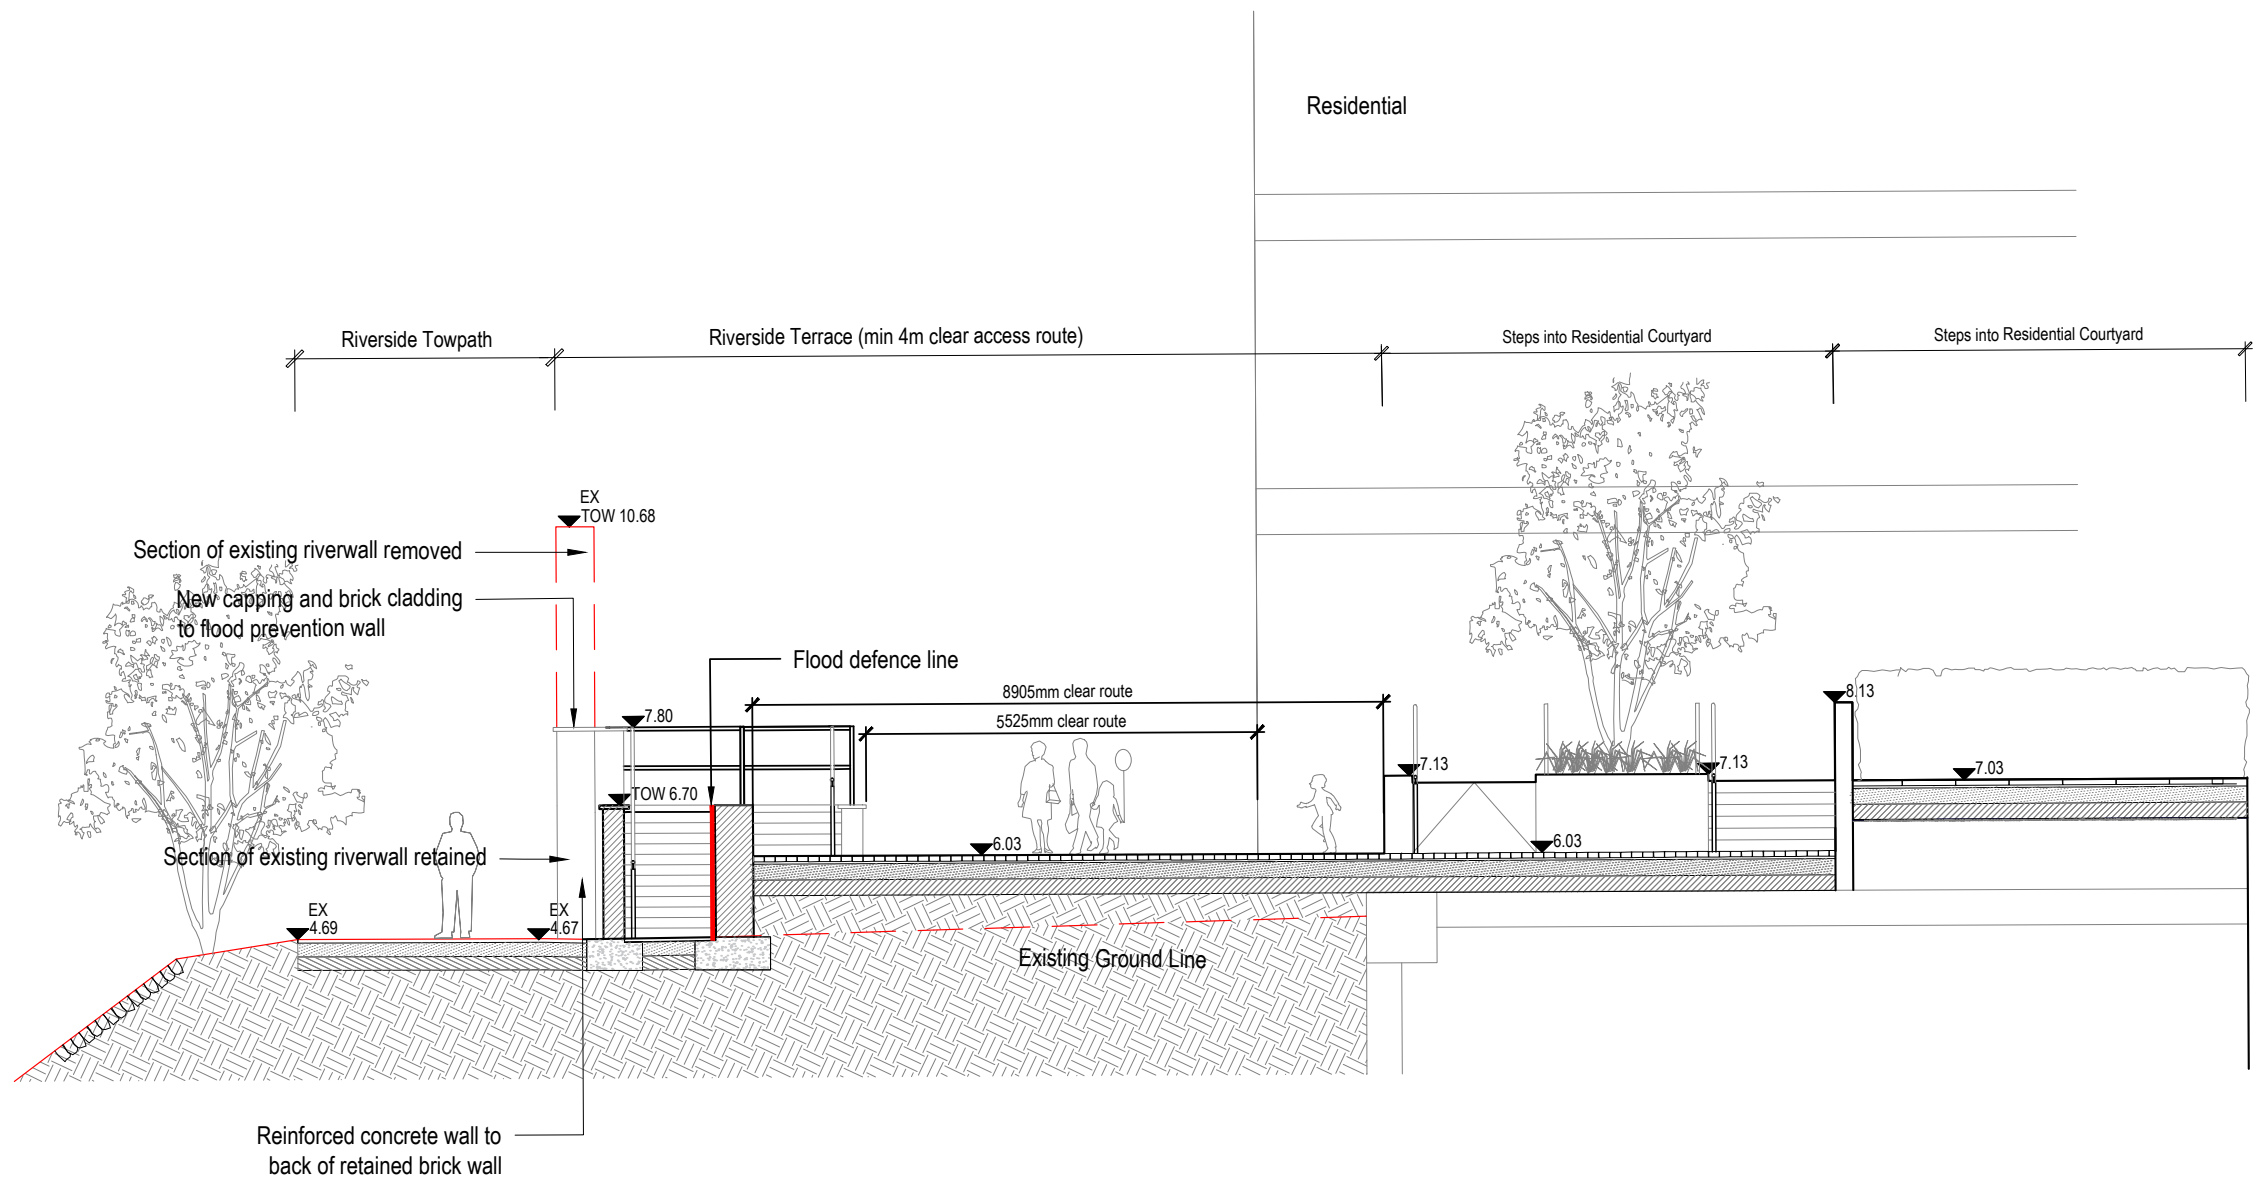 Residential
Riverside Towpath
Riverside Terrace (min 4m clear access route)
Steps into Residential Courtyard
Steps into Residential Courtyard
EX
TOW 10.68
Section of existing riverwall removed
New capping and brick cladding
to flood prevention wall
Flood defence line
8905mm clear route
8.13
7.80
5525mm clear route
7.13
7.13
7.03
TOW 6.70
6.03
6.03
Section of existing riverwall retained
EX
4.69
EX
4.67
Existing Ground Line
Reinforced concrete wall to
back of retained brick wall